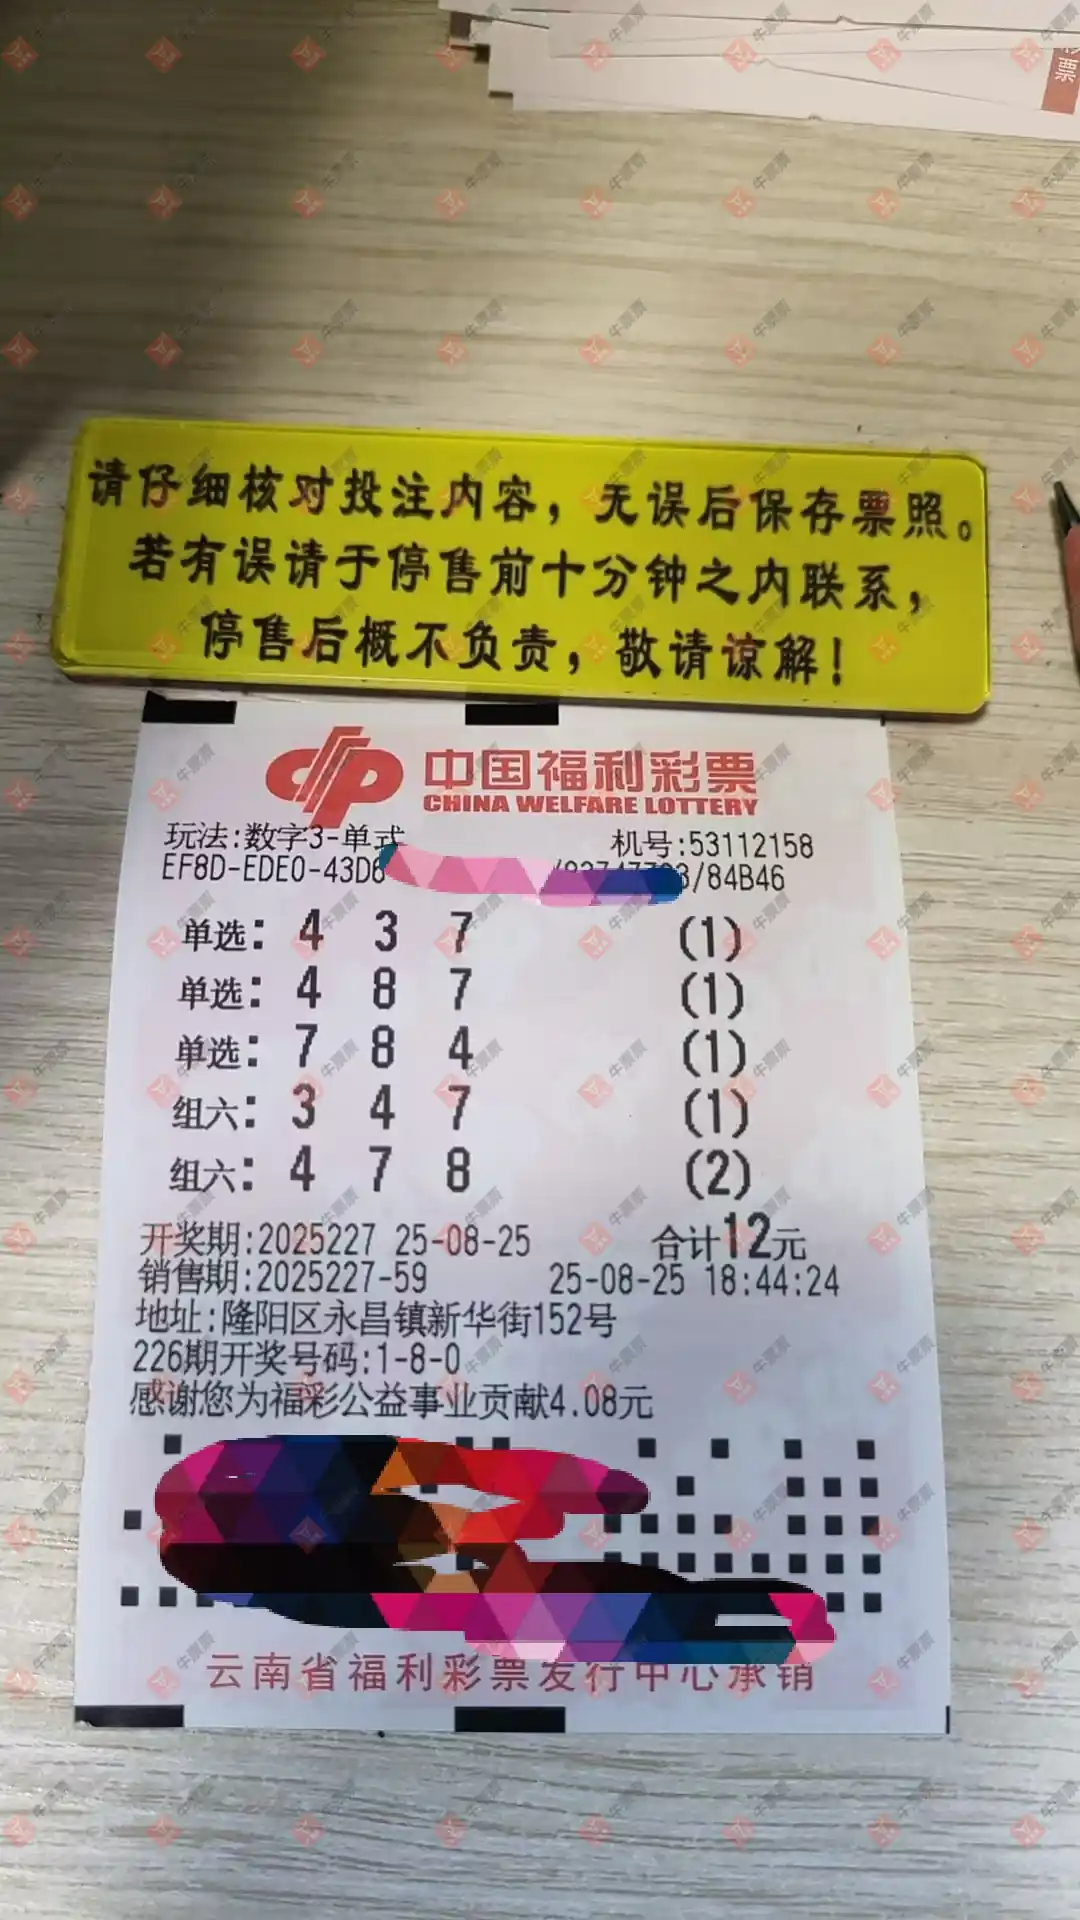 彩票
请仔细核对投注内容，无误后保存票照。
若有误请于停售前十分钟之内联系，
停售后概不负责，敬请谅解！
中国福利彩票
CHINA WELFARE LOTTERY
玩法:数字3-单式 机号:53112158
EF8D-EDE0-43D6 3/84B46
单选: 4 3 7 (1)
单选: 4 8 7 (1)
单选: 7 8 4 (1)
组六: 3 4 7 (1)
组六: 4 7 8 (2)
开奖期:2025227 25-08-25 合计12元
销售期:2025227-59 25-08-25 18:44:24
地址:隆阳区永昌镇新华街152号
226期开奖号码:1-8-0
感谢您为福彩公益事业贡献4.08元
云南省福利彩票发行中心承销
牛票票